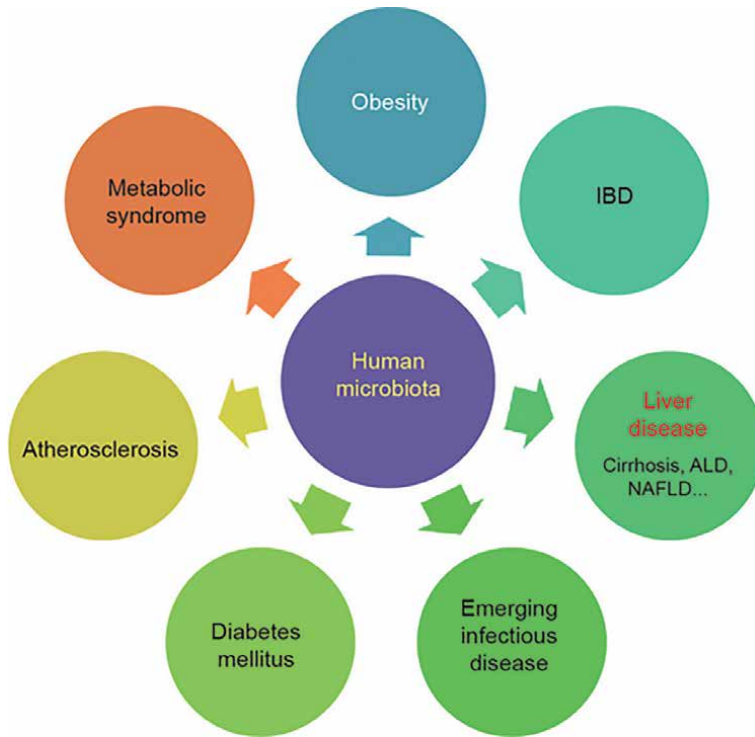 Obesity
IBD
Liver
disease
Cirrhosis, ALD,
NAFLD...
Emerging
infectious
disease
Diabetes
mellitus
Atherosclerosis
Metabolic
syndrome
Human
microbiota